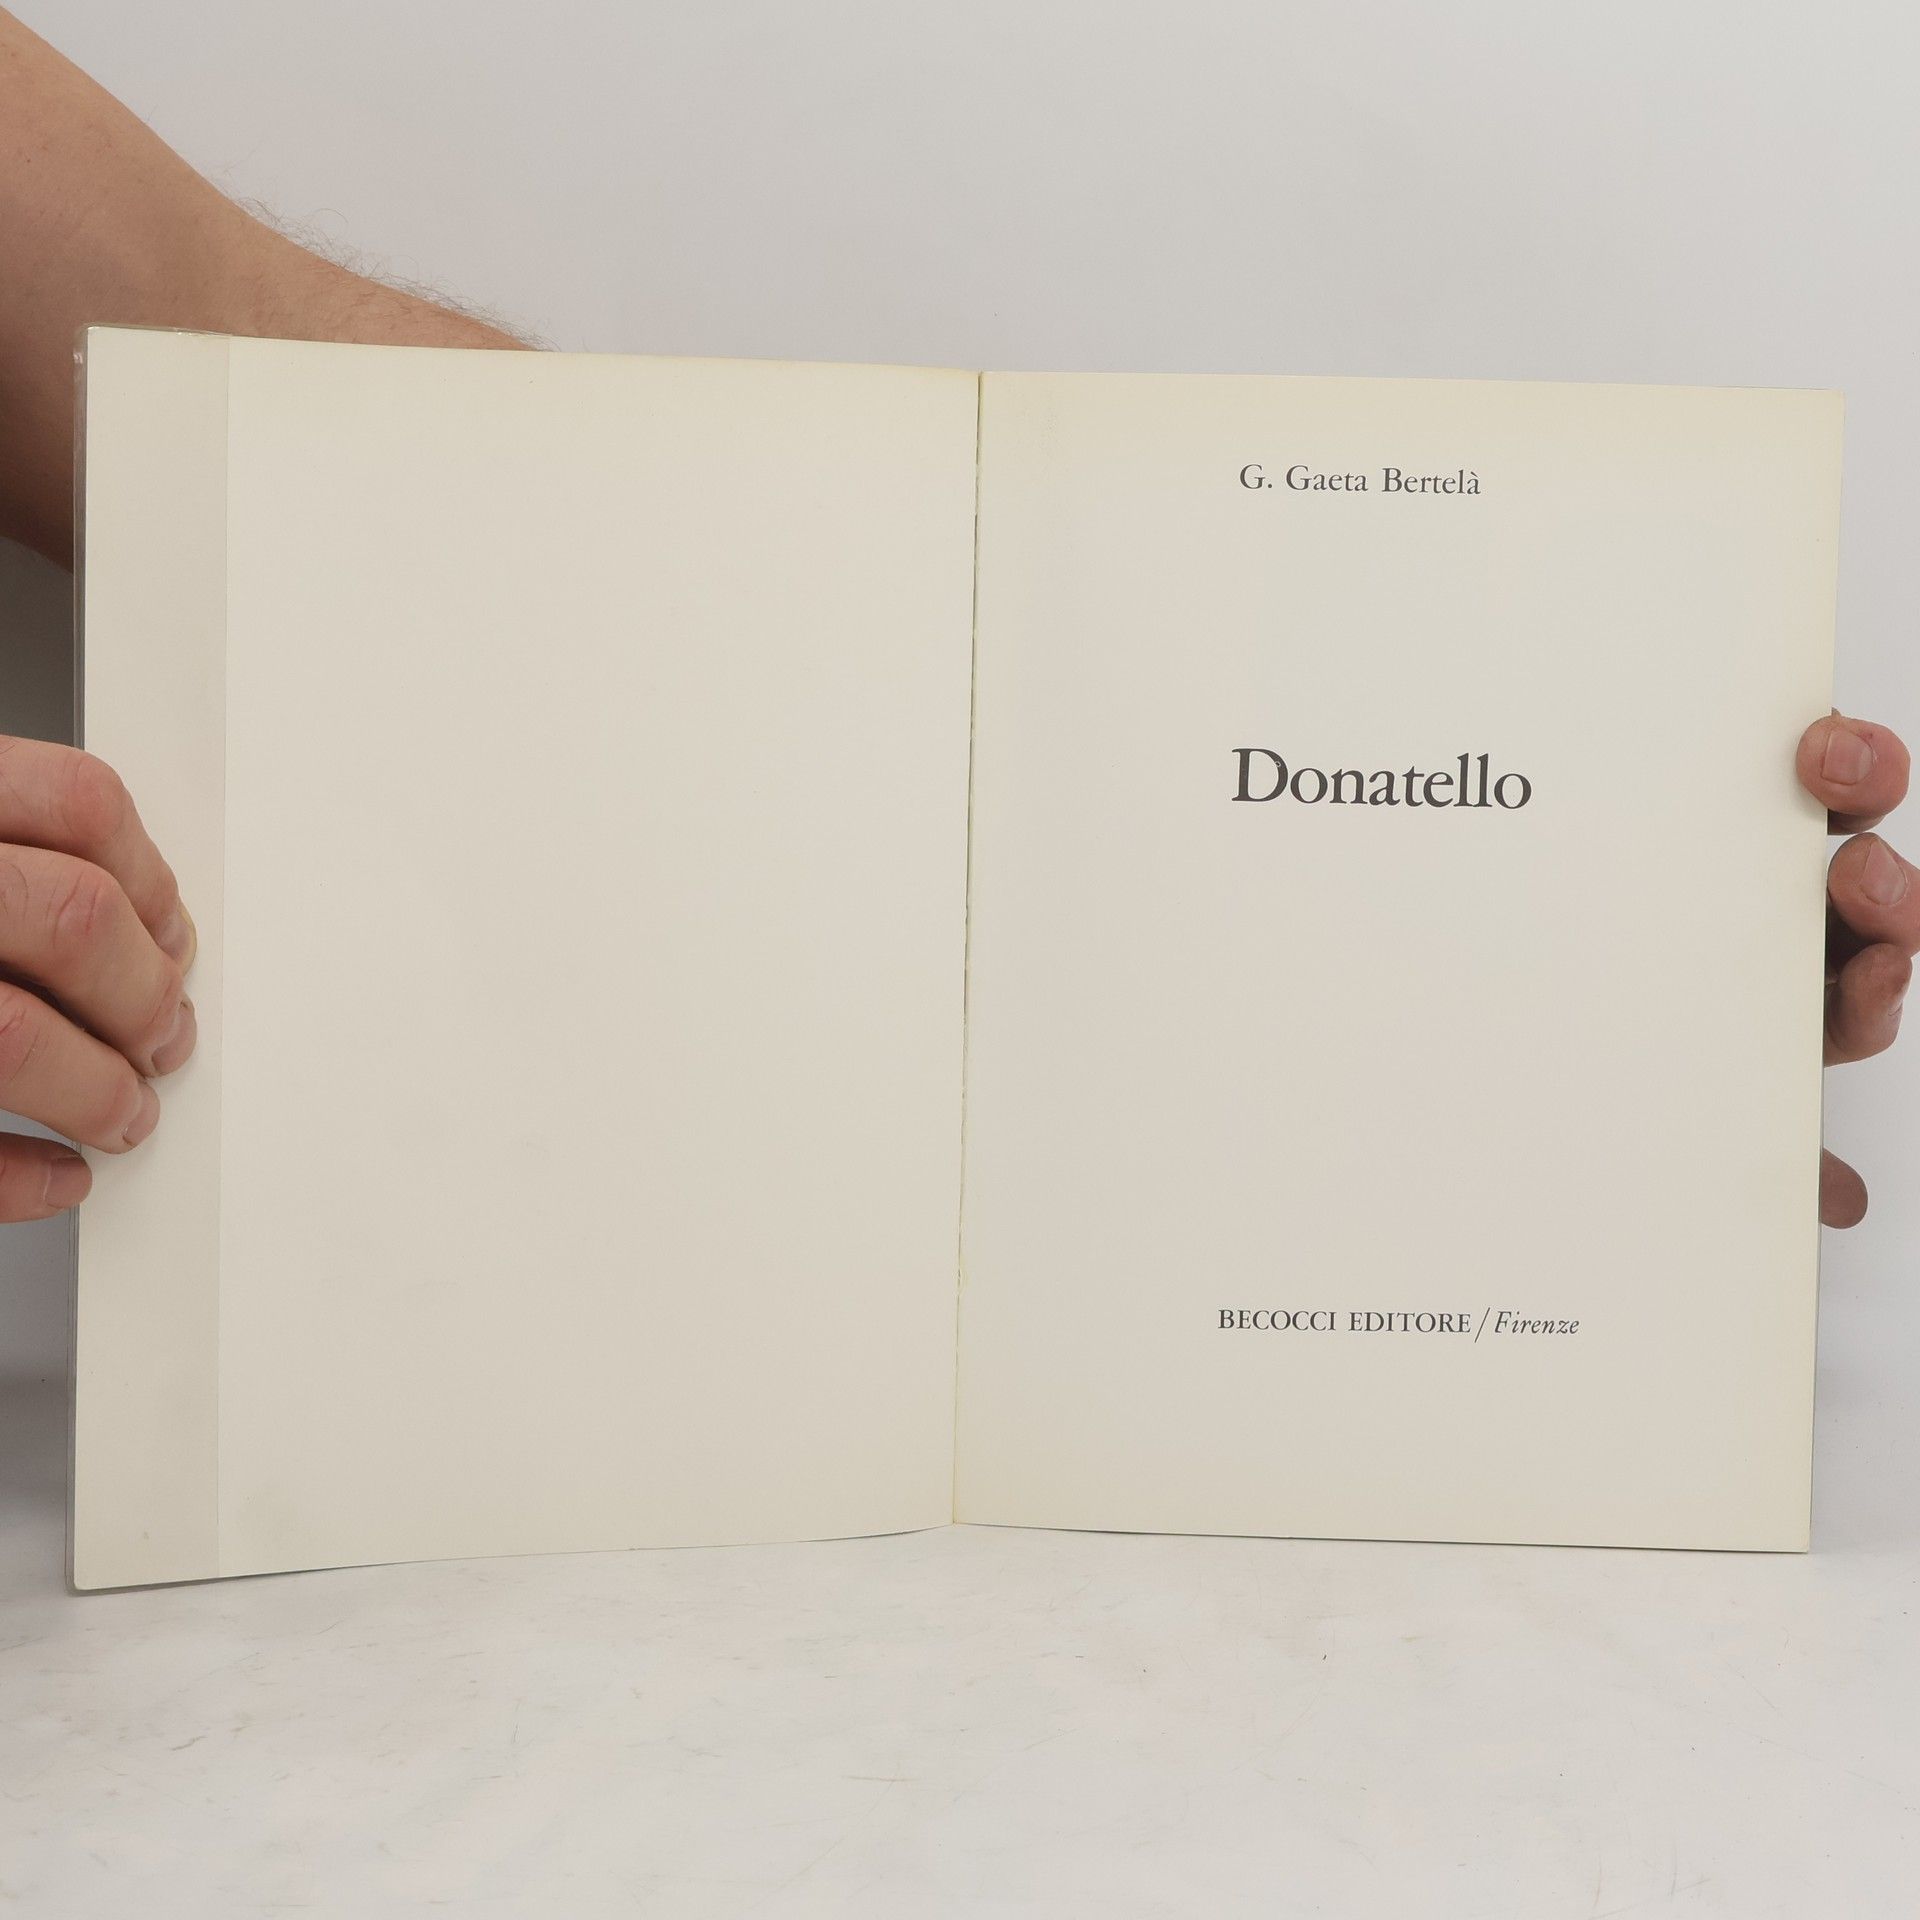 G. Gaeta Bertelà
Donatello
BECOCCI EDITORE/Firenze